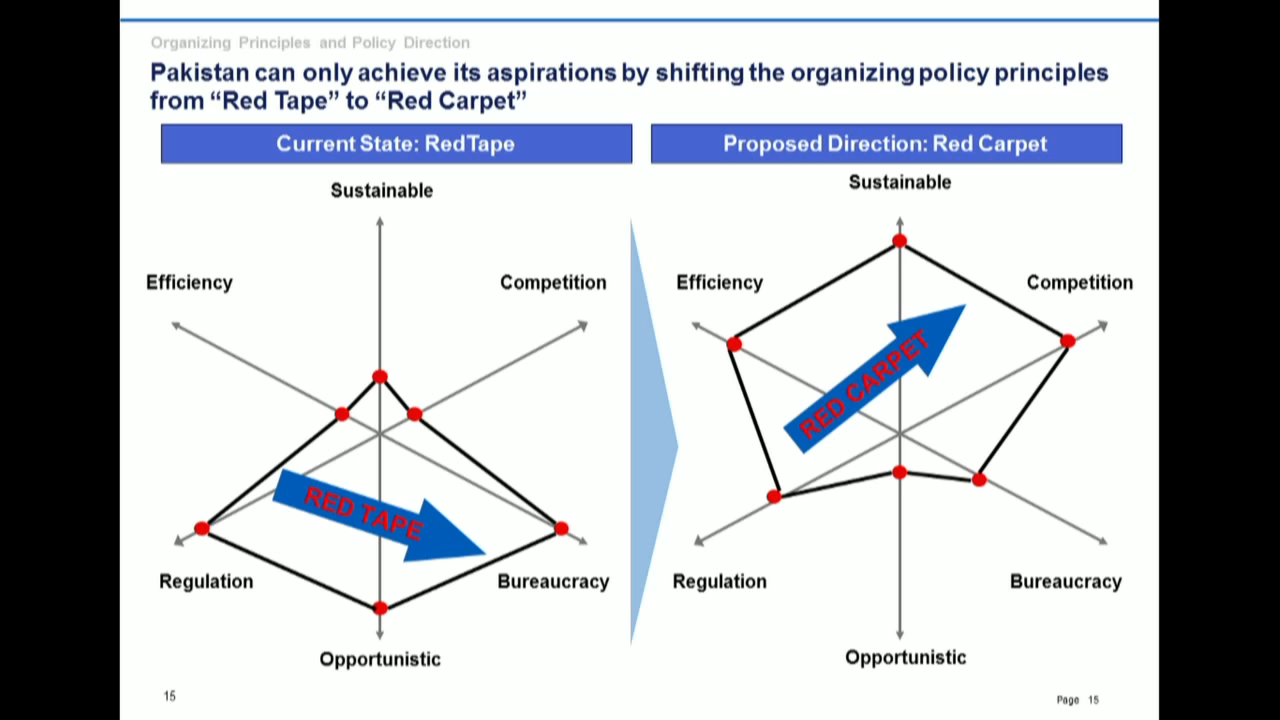 Organizing Principles and Policy Direction
Pakistan can only achieve its aspirations by shifting the organizing policy principles
from “Red Tape” to “Red Carpet”
Current State: Red Tape
Proposed Direction: Red Carpet
Sustainable
Efficiency
Competition
RED TAPE
Regulation
Bureaucracy
Opportunistic
Sustainable
Efficiency
Competition
RED CARPET
Regulation
Bureaucracy
Opportunistic
15
Page 15